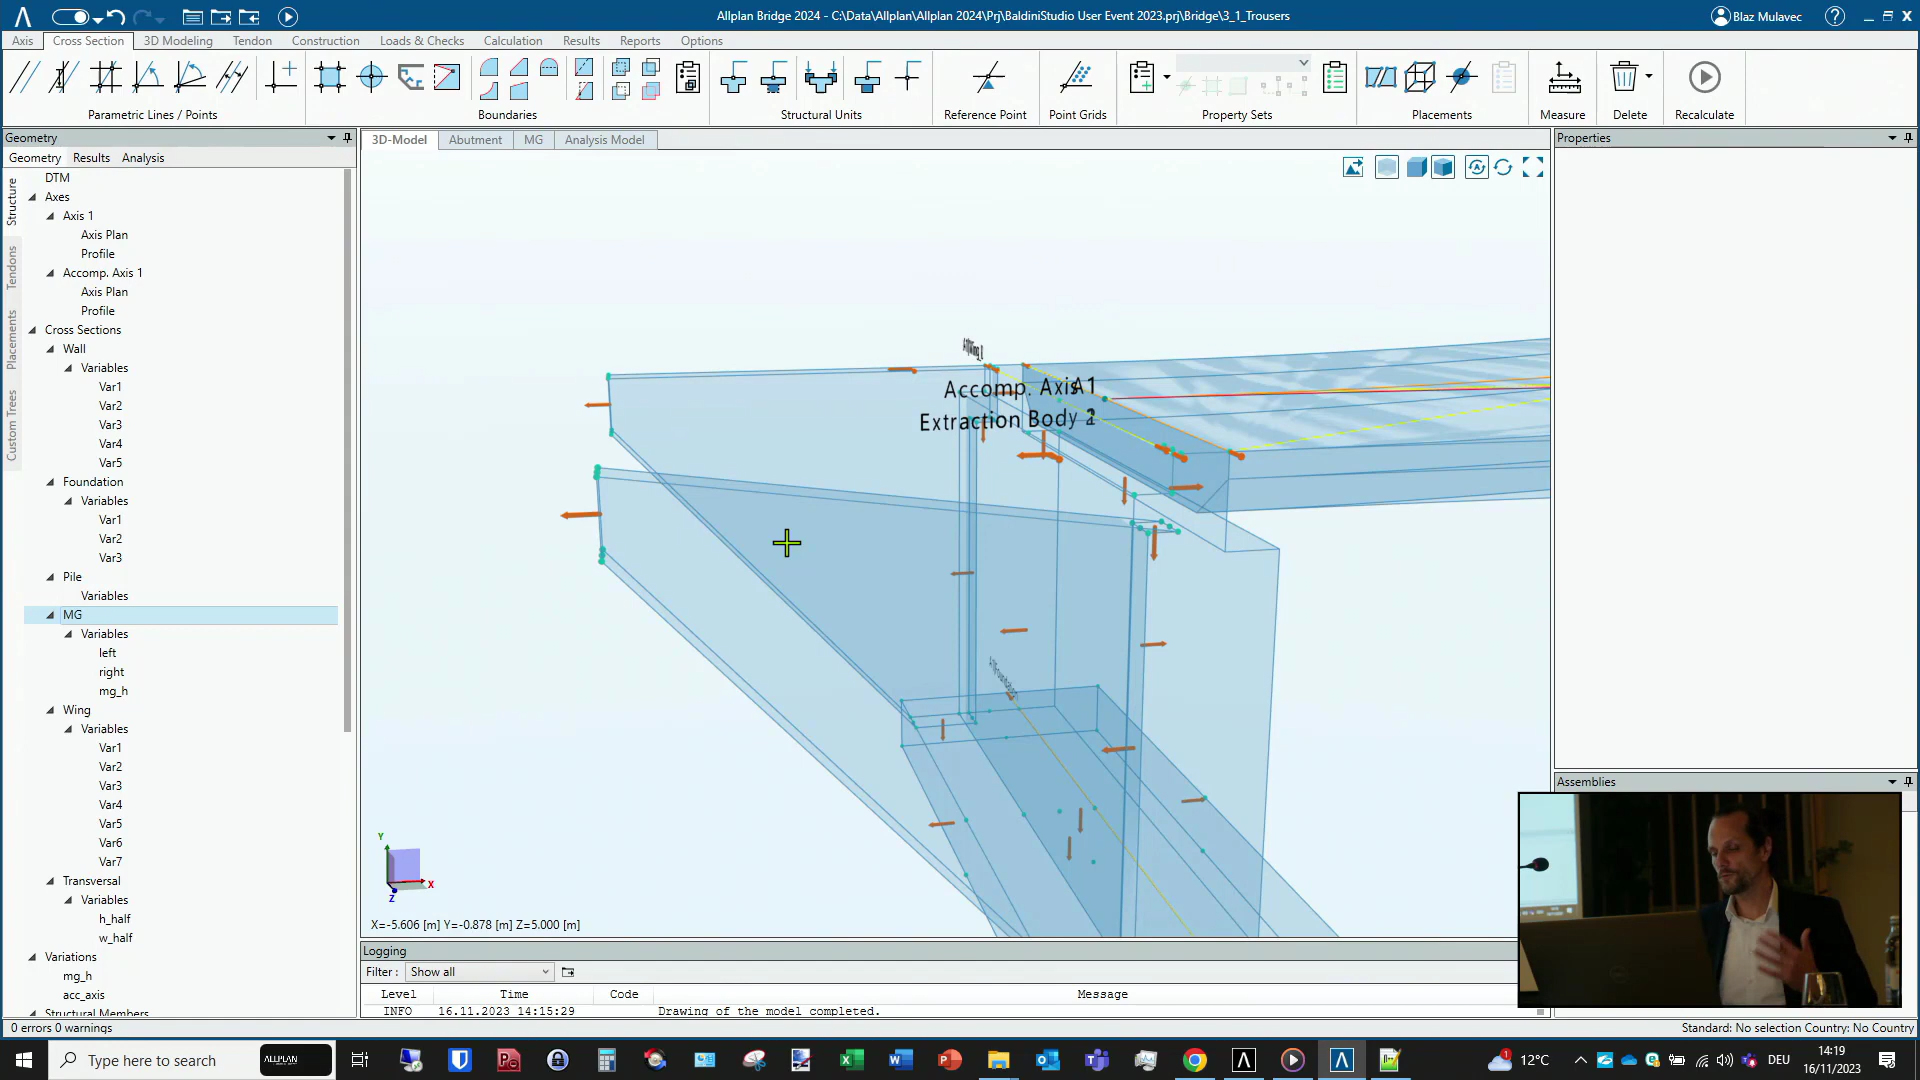 Allplan Bridge 2024 - C:\Data\Allplan\Allplan 2024\Prj\BaldiniStudio User Event 2023.prj\Bridge\3_1_Trousers
Blaz Mulavec
Axis
Cross Section
3D Modeling
Tendon
Construction
Loads & Checks
Calculation
Results
Reports
Options
Parametric Lines / Points
Boundaries
Structural Units
Reference Point
Point Grids
Property Sets
Placements
Measure
Delete
Recalculate
Geometry
Geometry
Results
Analysis
Structure
Tendons
Placements
Custom Trees
DTM
Axes
Axis 1
Axis Plan
Profile
Accomp. Axis 1
Axis Plan
Profile
Cross Sections
Wall
Variables
Var1
Var2
Var3
Var4
Var5
Foundation
Variables
Var1
Var2
Var3
Pile
Variables
MG
Variables
left
right
mg_h
Wing
Variables
Var1
Var2
Var3
Var4
Var5
Var6
Var7
Transversal
Variables
h_half
w_half
Variations
mg_h
acc_axis
Structural Members
3D-Model
Abutment
MG
Analysis Model
Accomp. Axis 1
Extraction Body 2
Y
X
Z
X=-5.606 [m] Y=-0.878 [m] Z=5.000 [m]
Logging
Filter :
Show all
Level
Time
Code
Message
INFO
16.11.2023 14:15:29
Drawing of the model completed.
Properties
Assemblies
0 errors 0 warnings
Standard: No selection Country: No Country
Type here to search
ALLPLAN
12°C
DEU
14:19
16/11/2023